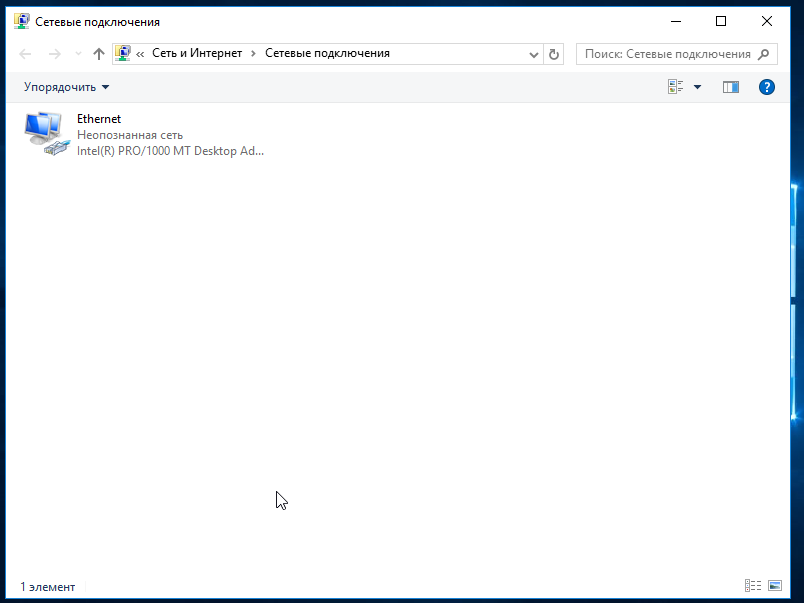 Сетевые подключения
« Сеть и Интернет › Сетевые подключения
Поиск: Сетевые подключения
Упорядочить
?
Ethernet
Неопознанная сеть
Intel(R) PRO/1000 MT Desktop Ad...
1 элемент